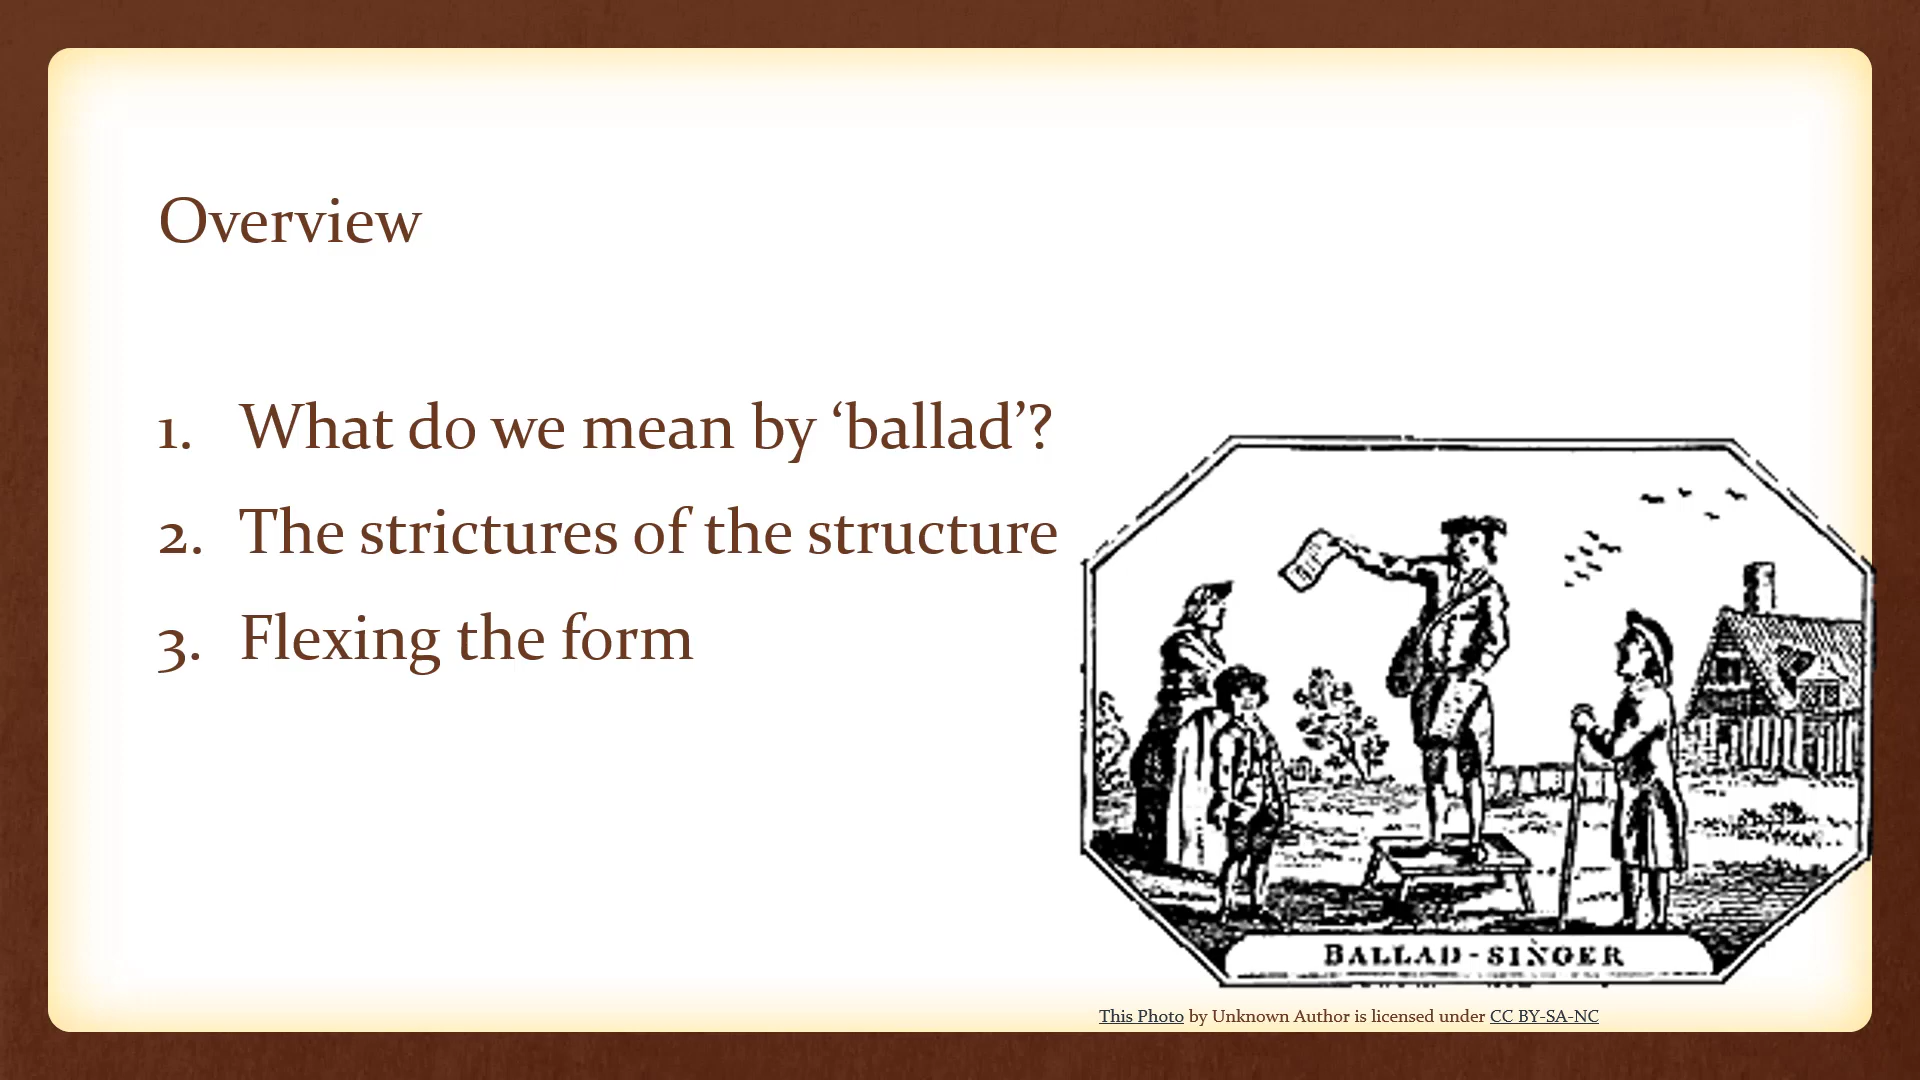 Overview
1. What do we mean by ‘ballad’?
2. The strictures of the structure
3. Flexing the form
BALLAD-SINGER
This Photo by Unknown Author is licensed under CC BY-SA-NC